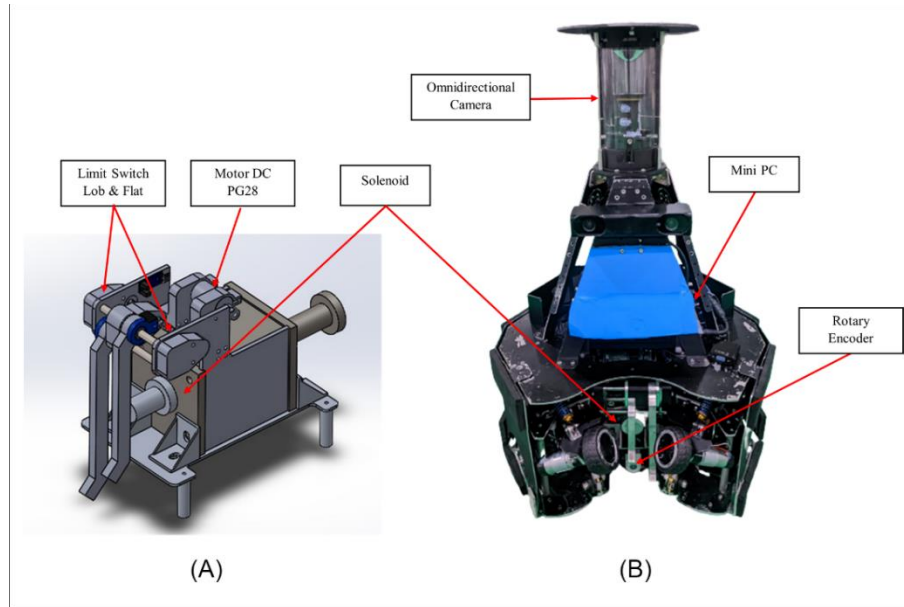 Omnidirectional
Camera
Limit Switch
Lob & Flat
Motor DC
PG28
Solenoid
Mini PC
Rotary
Encoder
(A)
(B)